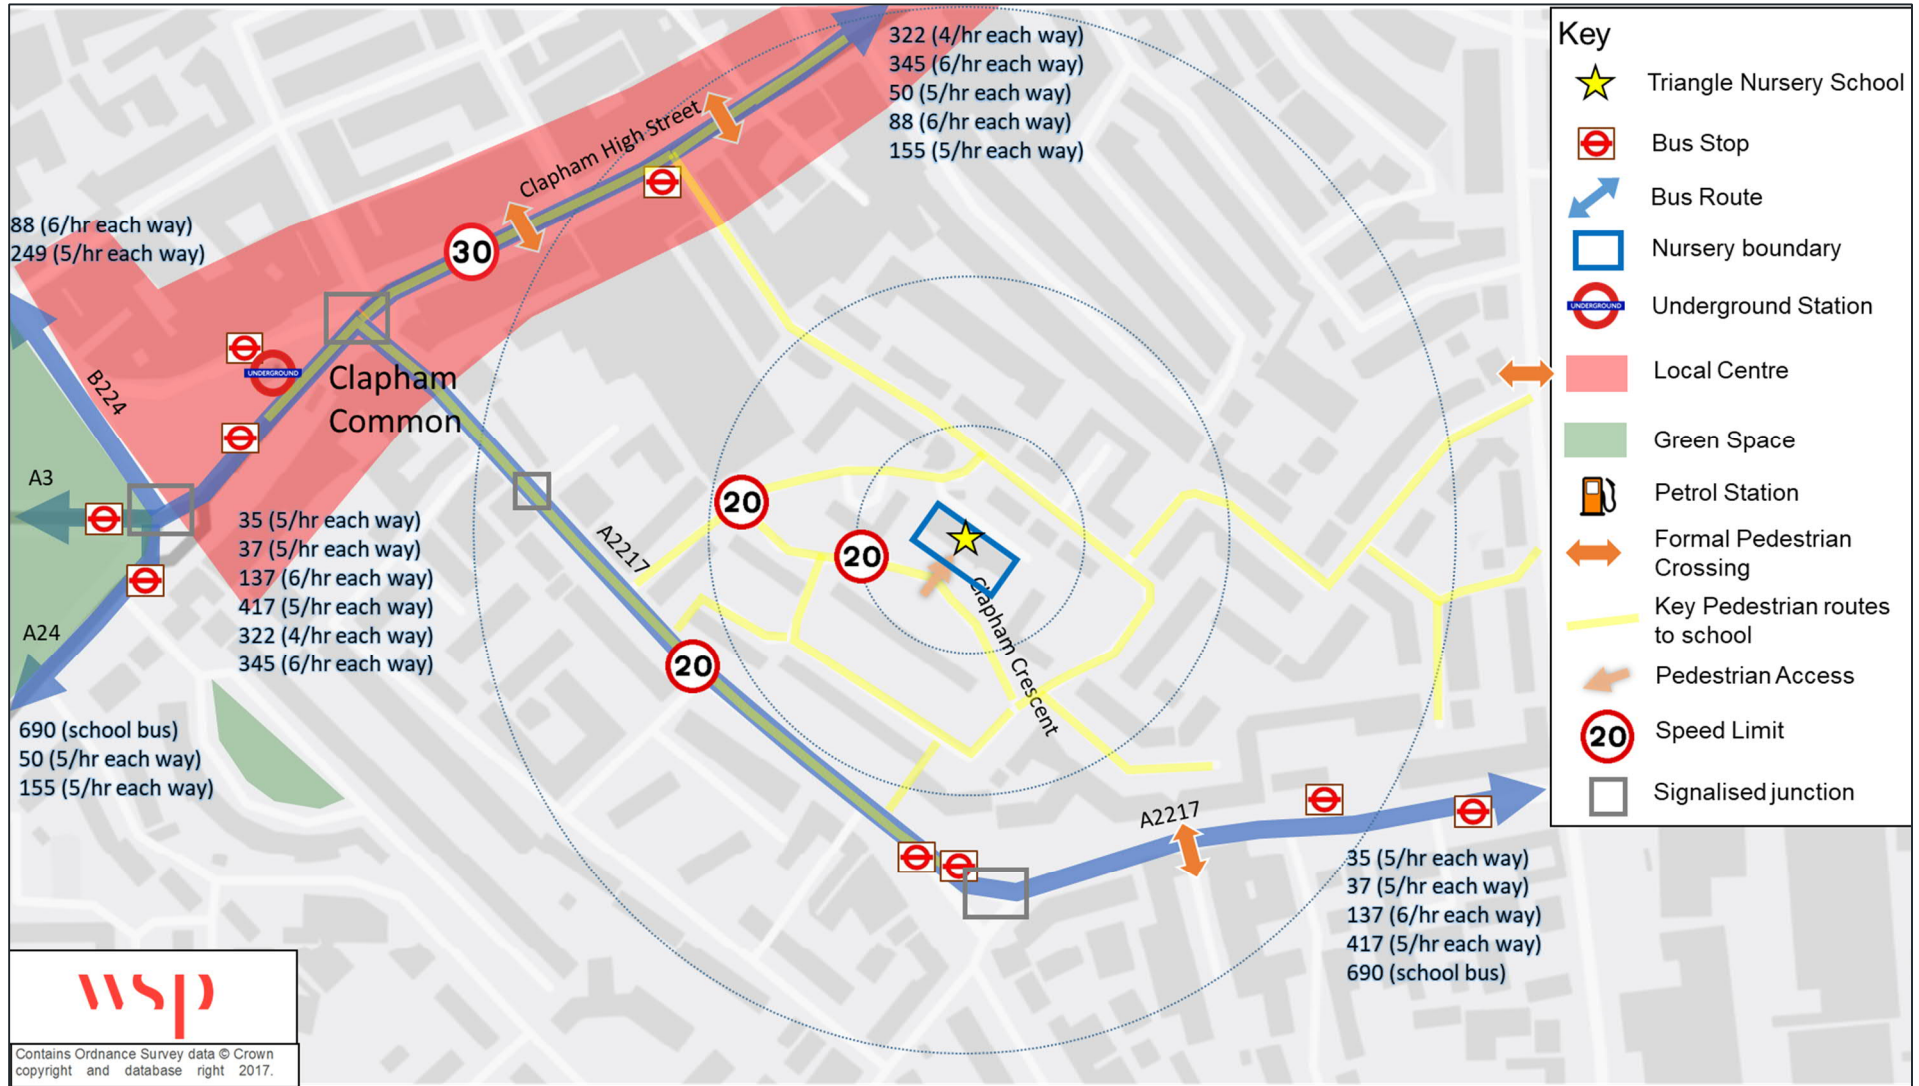 322 (4/hr each way)
345 (6/hr each way)
50 (5/hr each way)
88 (6/hr each way)
155 (5/hr each way)
Clapham High Street
88 (6/hr each way)
249 (5/hr each way)
30
B224
UNDERGROUND
Clapham
Common
A3
A24
35 (5/hr each way)
37 (5/hr each way)
137 (6/hr each way)
417 (5/hr each way)
322 (4/hr each way)
345 (6/hr each way)
A2217
20
20
20
Clapham Crescent
690 (school bus)
50 (5/hr each way)
155 (5/hr each way)
A2217
35 (5/hr each way)
37 (5/hr each way)
137 (6/hr each way)
417 (5/hr each way)
690 (school bus)
Key
Triangle Nursery School
Bus Stop
Bus Route
Nursery boundary
UNDERGROUND
Underground Station
Local Centre
Green Space
Petrol Station
Formal Pedestrian
Crossing
Key Pedestrian routes
to school
Pedestrian Access
20
Speed Limit
Signalised junction
wsp
Contains Ordnance Survey data © Crown
copyright and database right 2017.